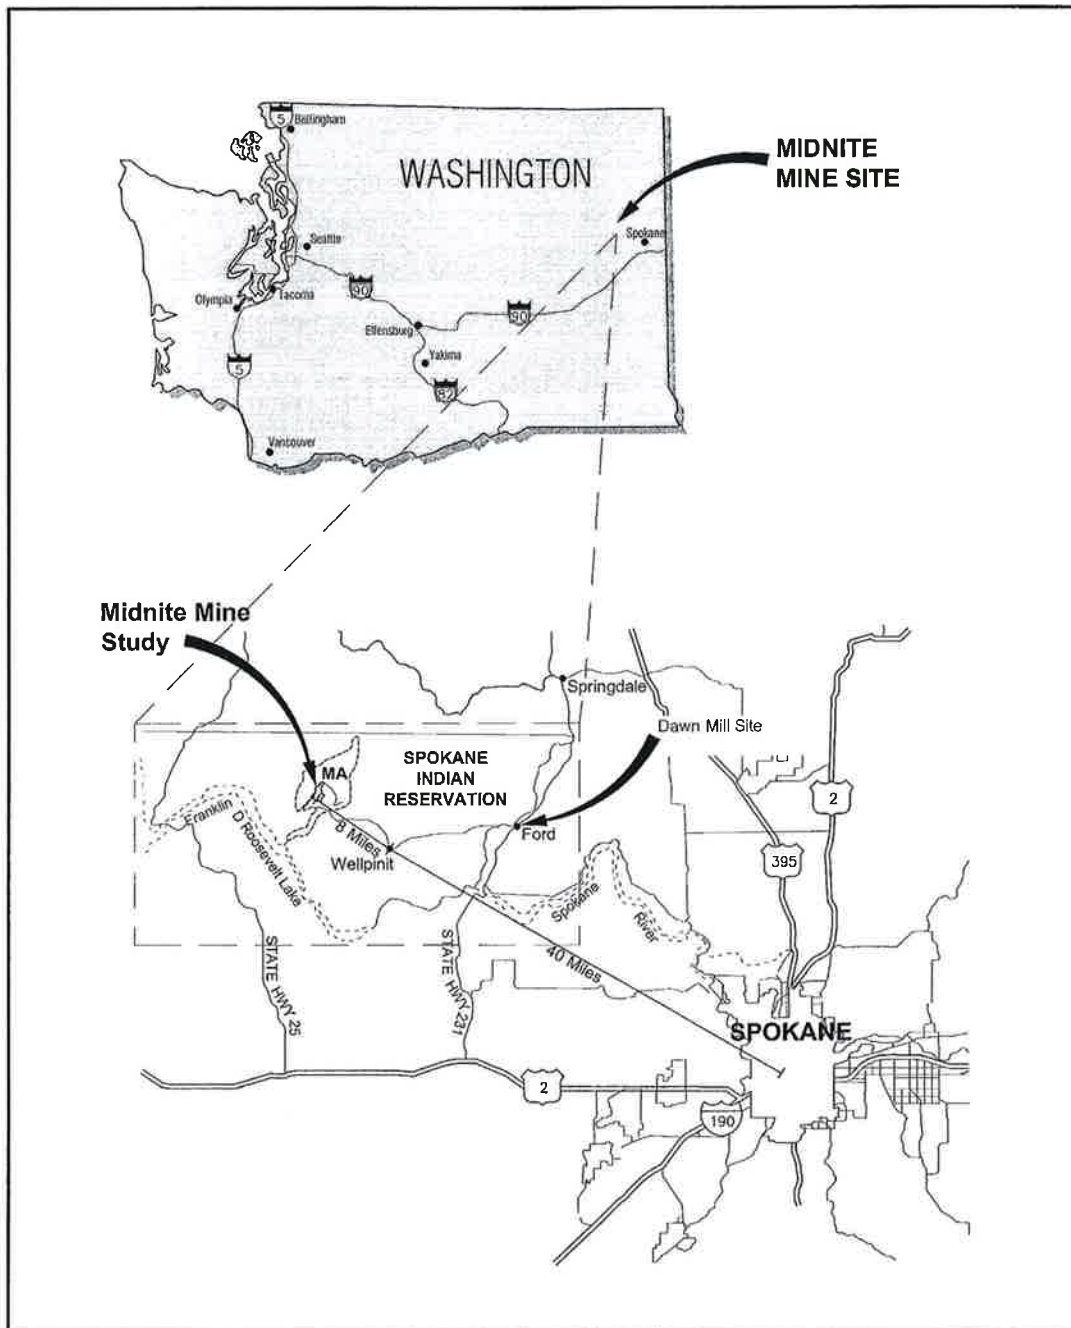 5
Bellingham
WASHINGTON
MIDNITE
MINE SITE
Seattle
Spokane
90
Olympia
Tacoma
90
Ellensburg
Yakima
5
82
Vancouver
Midnite Mine
Study
Springdale
Dawn Mill Site
SPOKANE
INDIAN
RESERVATION
MA
2
Franklin
D Roosevelt Lake
8 Miles
Ford
Wellpinit
395
Spokane
River
STATE HWY 25
STATE HWY 231
40 Miles
SPOKANE
2
190